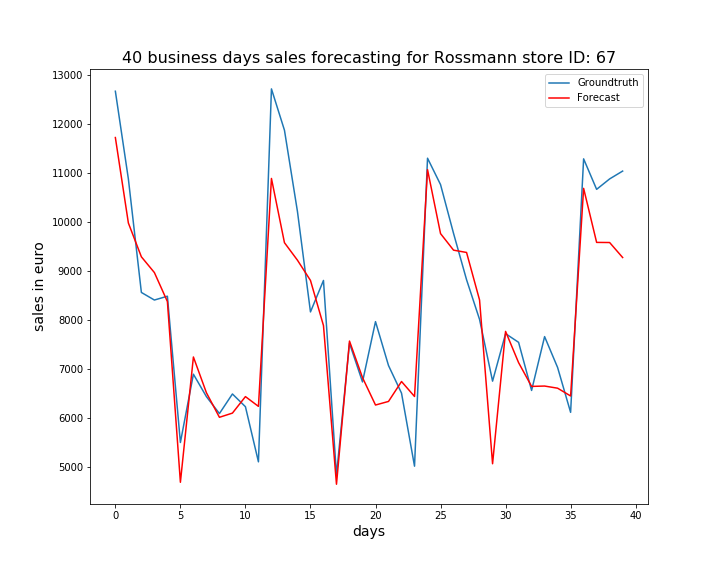 40 business days sales forecasting for Rossmann store ID: 67
Groundtruth
Forecast
sales in euro
13000
12000
11000
10000
9000
8000
7000
6000
5000
0 5 10 15 20 25 30 35 40
days